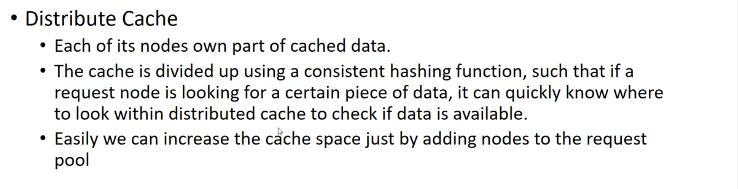 • Distribute Cache
• Each of its nodes own part of cached data.
• The cache is divided up using a consistent hashing function, such that if a
request node is looking for a certain piece of data, it can quickly know where
to look within distributed cache to check if data is available.
• Easily we can increase the cache space just by adding nodes to the request
pool